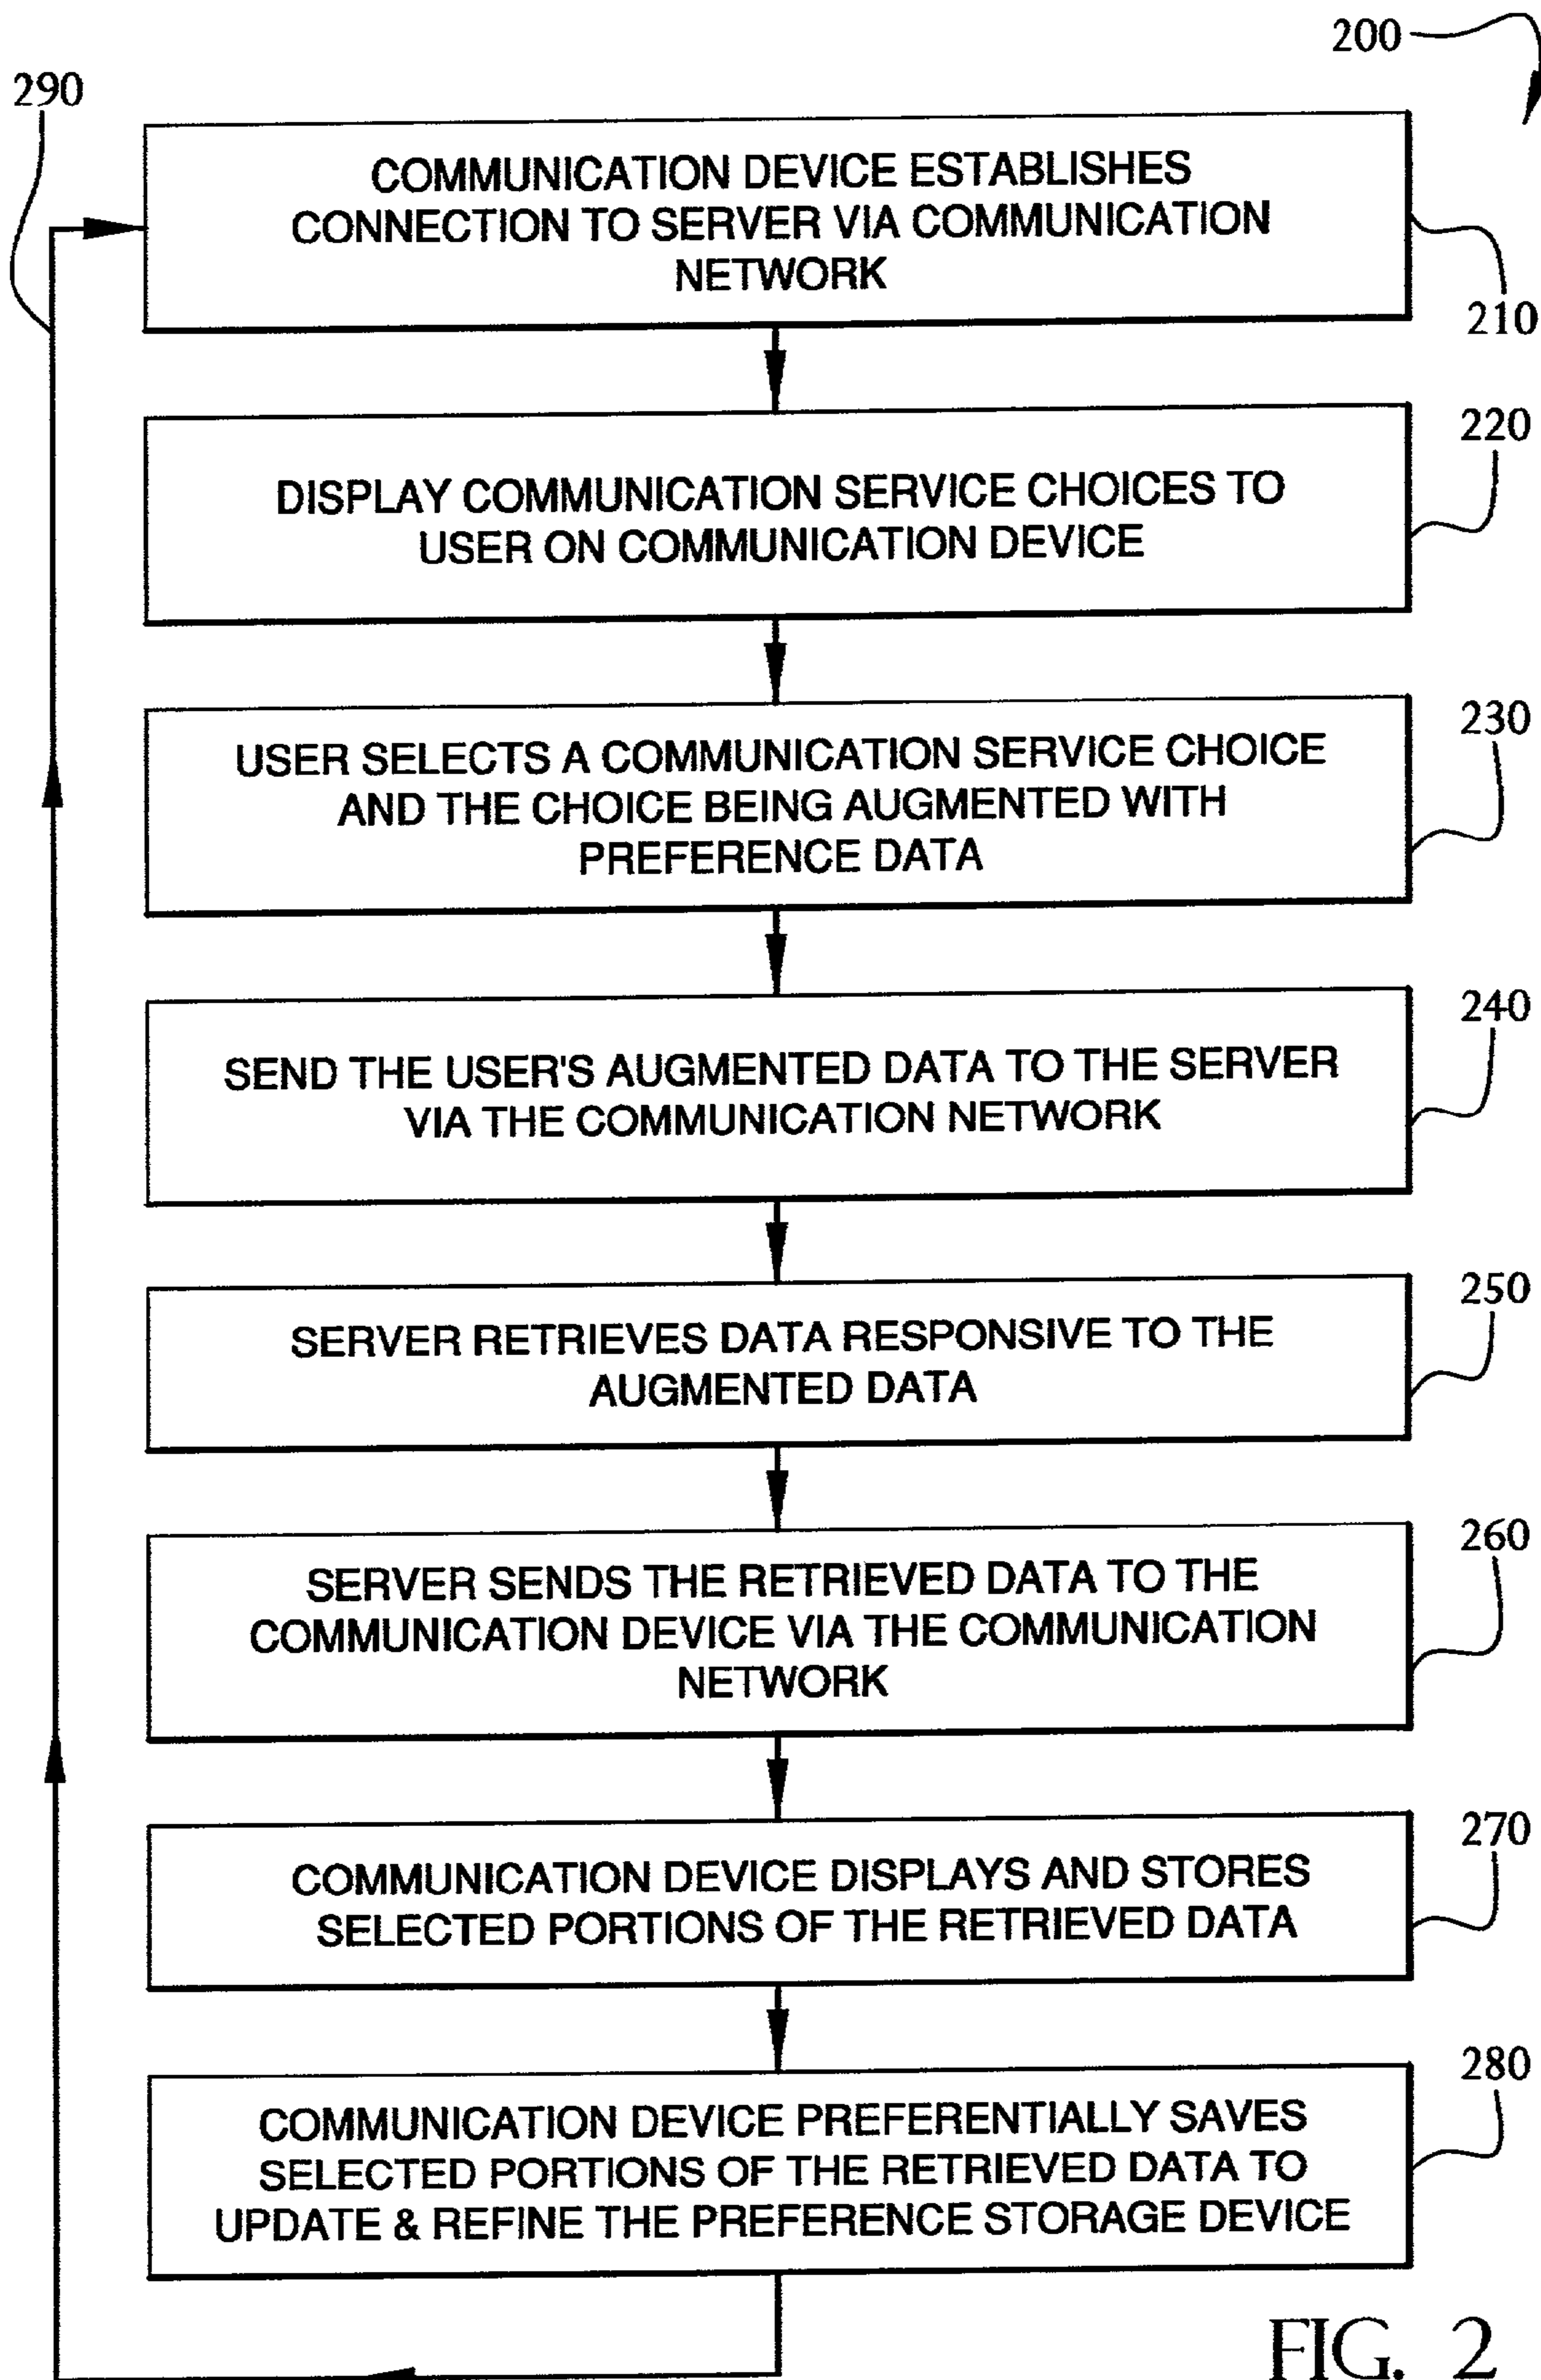 200
290
COMMUNICATION DEVICE ESTABLISHES
CONNECTION TO SERVER VIA COMMUNICATION
NETWORK
210
220
DISPLAY COMMUNICATION SERVICE CHOICES TO
USER ON COMMUNICATION DEVICE
230
USER SELECTS A COMMUNICATION SERVICE CHOICE
AND THE CHOICE BEING AUGMENTED WITH
PREFERENCE DATA
240
SEND THE USER'S AUGMENTED DATA TO THE SERVER
VIA THE COMMUNICATION NETWORK
250
SERVER RETRIEVES DATA RESPONSIVE TO THE
AUGMENTED DATA
260
SERVER SENDS THE RETRIEVED DATA TO THE
COMMUNICATION DEVICE VIA THE COMMUNICATION
NETWORK
270
COMMUNICATION DEVICE DISPLAYS AND STORES
SELECTED PORTIONS OF THE RETRIEVED DATA
280
COMMUNICATION DEVICE PREFERENTIALLY SAVES
SELECTED PORTIONS OF THE RETRIEVED DATA TO
UPDATE & REFINE THE PREFERENCE STORAGE DEVICE
FIG. 2